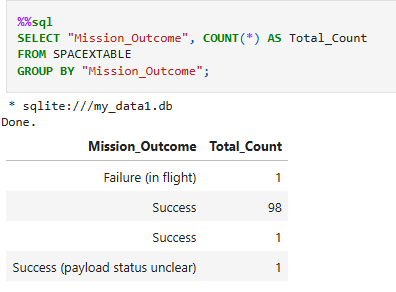 %%sql
SELECT "Mission_Outcome", COUNT(*) AS Total_Count
FROM SPACEXTABLE
GROUP BY "Mission_Outcome";
* sqlite:///my_data1.db
Done.
Mission_Outcome Total_Count
Failure (in flight) 1
Success 98
Success 1
Success (payload status unclear) 1